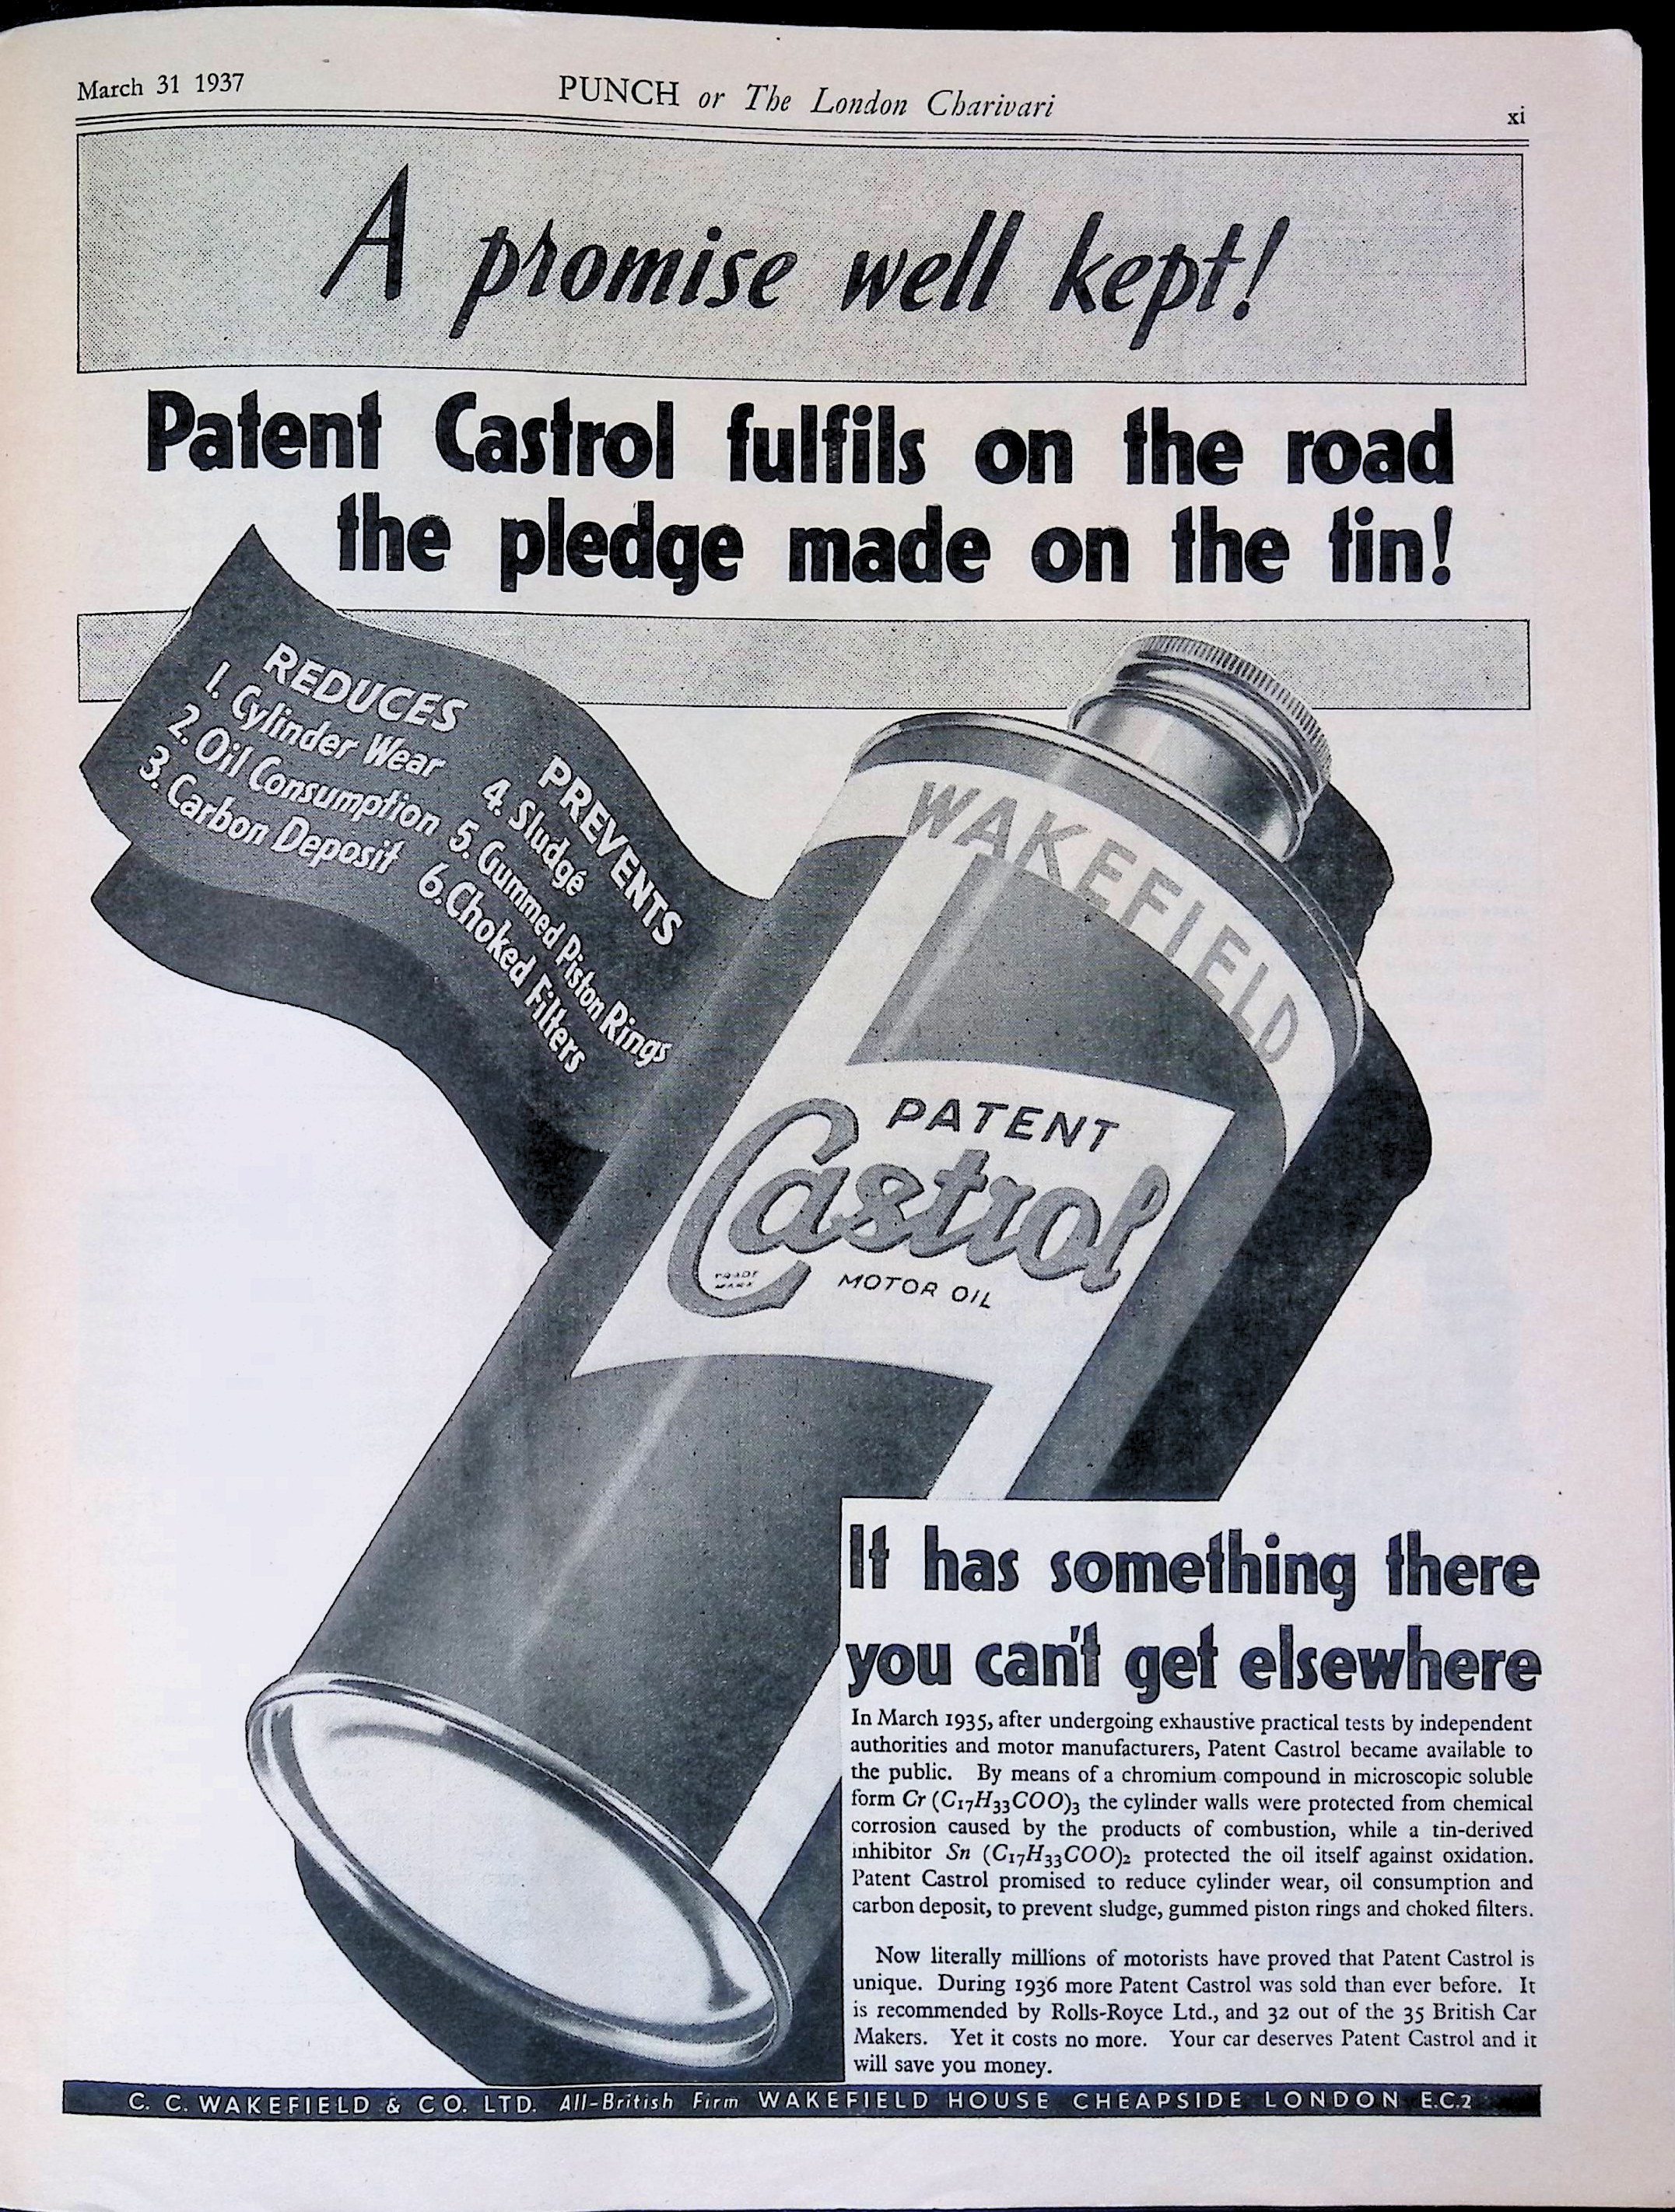 March 31 1937
PUNCH or The London Charivari
xi
A promise well kept!
Patent Castrol fulfils on the road
the pledge made on the tin!
REDUCES
1. Cylinder Wear
2. Oil Consumption
3. Carbon Deposit
PREVENTS
4. Sludge
5. Gummed Piston Rings
6. Choked Filters
WAKEFIELD
PATENT
Castrol
TRADE
MARK
MOTOR OIL
It has something there
you can't get elsewhere
In March 1935, after undergoing exhaustive practical tests by independent
authorities and motor manufacturers, Patent Castrol became available to
the public. By means of a chromium compound in microscopic soluble
form Cr (C₁₇H₃₃COO)₃ the cylinder walls were protected from chemical
corrosion caused by the products of combustion, while a tin-derived
inhibitor Sn (C₁₇H₃₃COO)₂ protected the oil itself against oxidation.
Patent Castrol promised to reduce cylinder wear, oil consumption and
carbon deposit, to prevent sludge, gummed piston rings and choked filters.
Now literally millions of motorists have proved that Patent Castrol is
unique. During 1936 more Patent Castrol was sold than ever before. It
is recommended by Rolls-Royce Ltd., and 32 out of the 35 British Car
Makers. Yet it costs no more. Your car deserves Patent Castrol and it
will save you money.
C. C. WAKEFIELD & CO. LTD. All-British Firm WAKEFIELD HOUSE CHEAPSIDE LONDON E.C.2